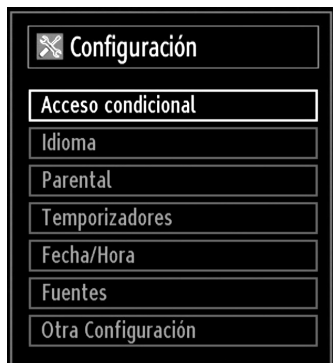 Configuración
Acceso condicional
Idioma
Parental
Temporizadores
Fecha/Hora
Fuentes
Otra Configuración